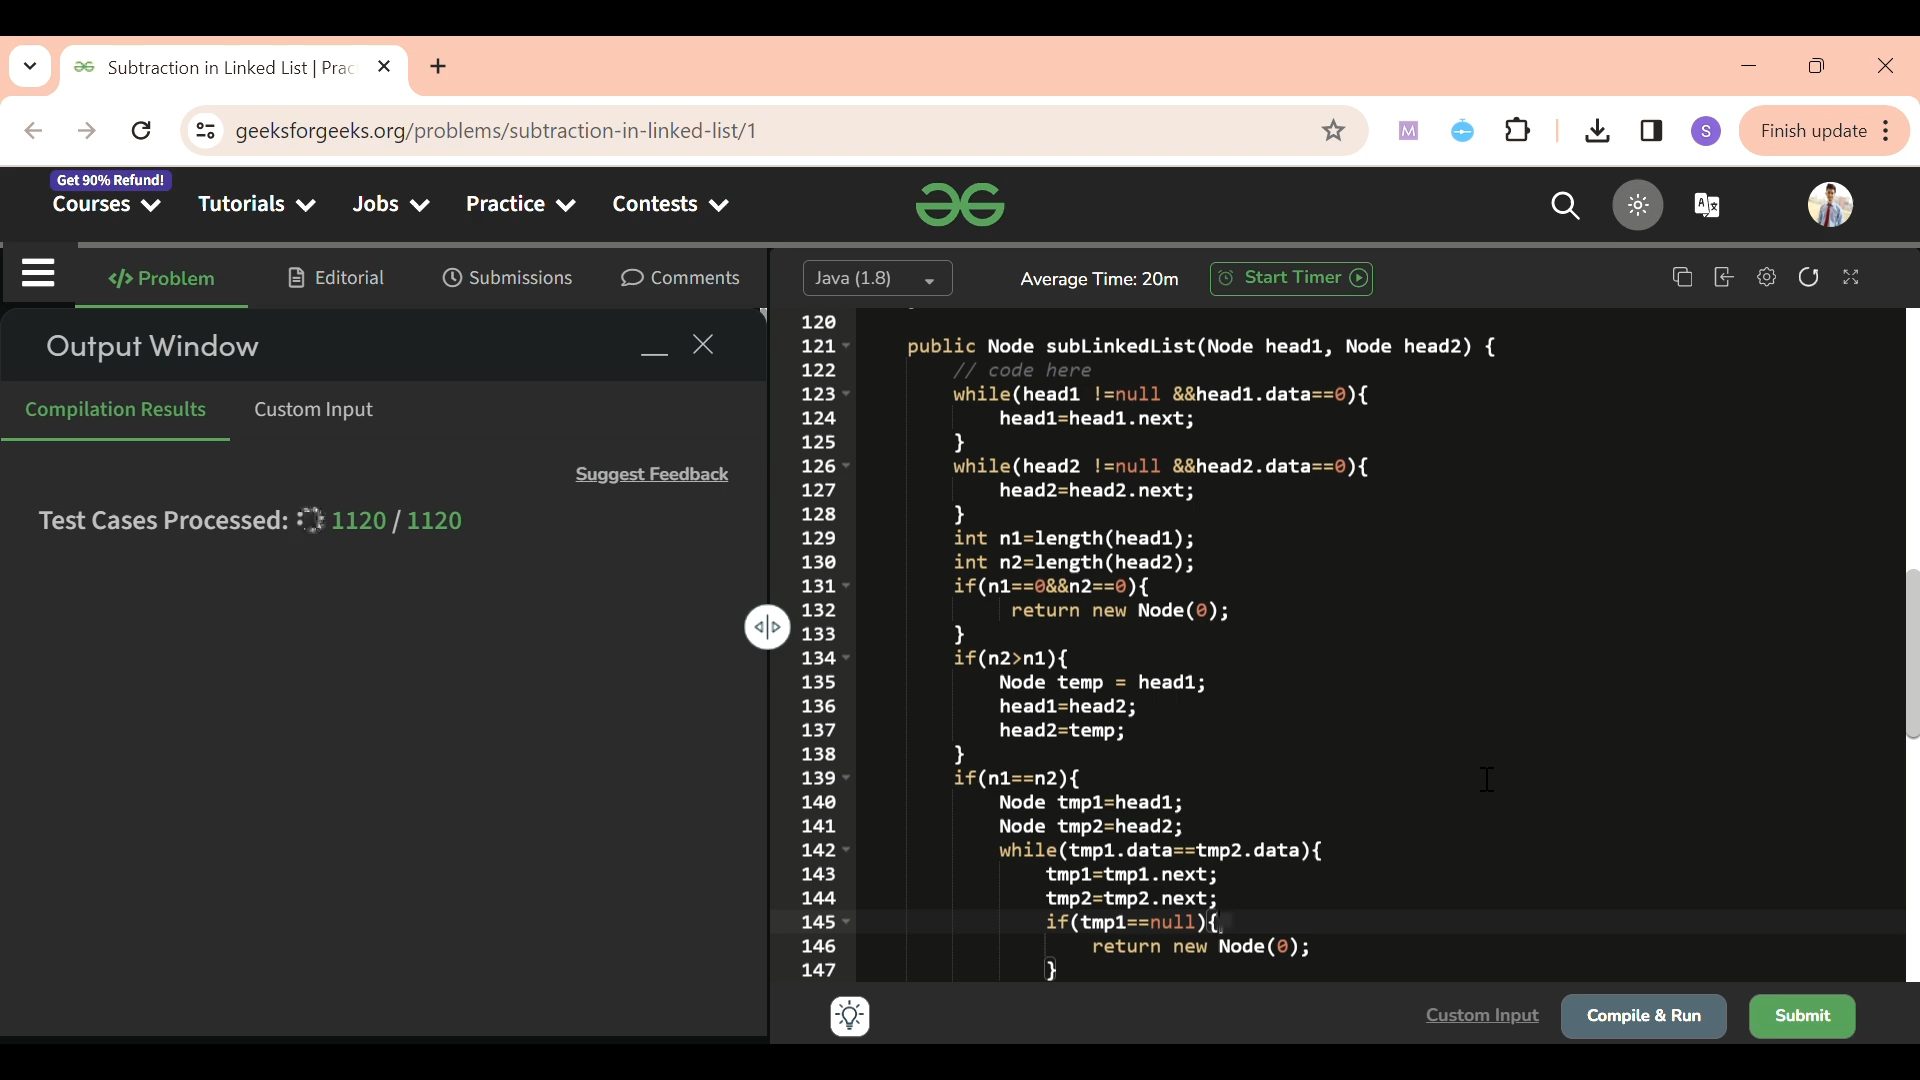 Subtraction in Linked List | Prac
geeksforgeeks.org/problems/subtraction-in-linked-list/1
M
S
Finish update
Get 90% Refund!
Courses
Tutorials
Jobs
Practice
Contests
Problem
Editorial
Submissions
Comments
Java (1.8)
Average Time: 20m
Start Timer
Output Window
Compilation Results
Custom Input
Suggest Feedback
Test Cases Processed: 1120 / 1120
120
121 public Node subLinkedList(Node head1, Node head2) {
122 // code here
123 while(head1 !=null &&head1.data==0){
124 head1=head1.next;
125 }
126 while(head2 !=null &&head2.data==0){
127 head2=head2.next;
128 }
129 int n1=length(head1);
130 int n2=length(head2);
131 if(n1==0&&n2==0){
132 return new Node(0);
133 }
134 if(n2>n1){
135 Node temp = head1;
136 head1=head2;
137 head2=temp;
138 }
139 if(n1==n2){
140 Node tmp1=head1;
141 Node tmp2=head2;
142 while(tmp1.data==tmp2.data){
143 tmp1=tmp1.next;
144 tmp2=tmp2.next;
145 if(tmp1==null){
146 return new Node(0);
147 }
Custom Input
Compile & Run
Submit